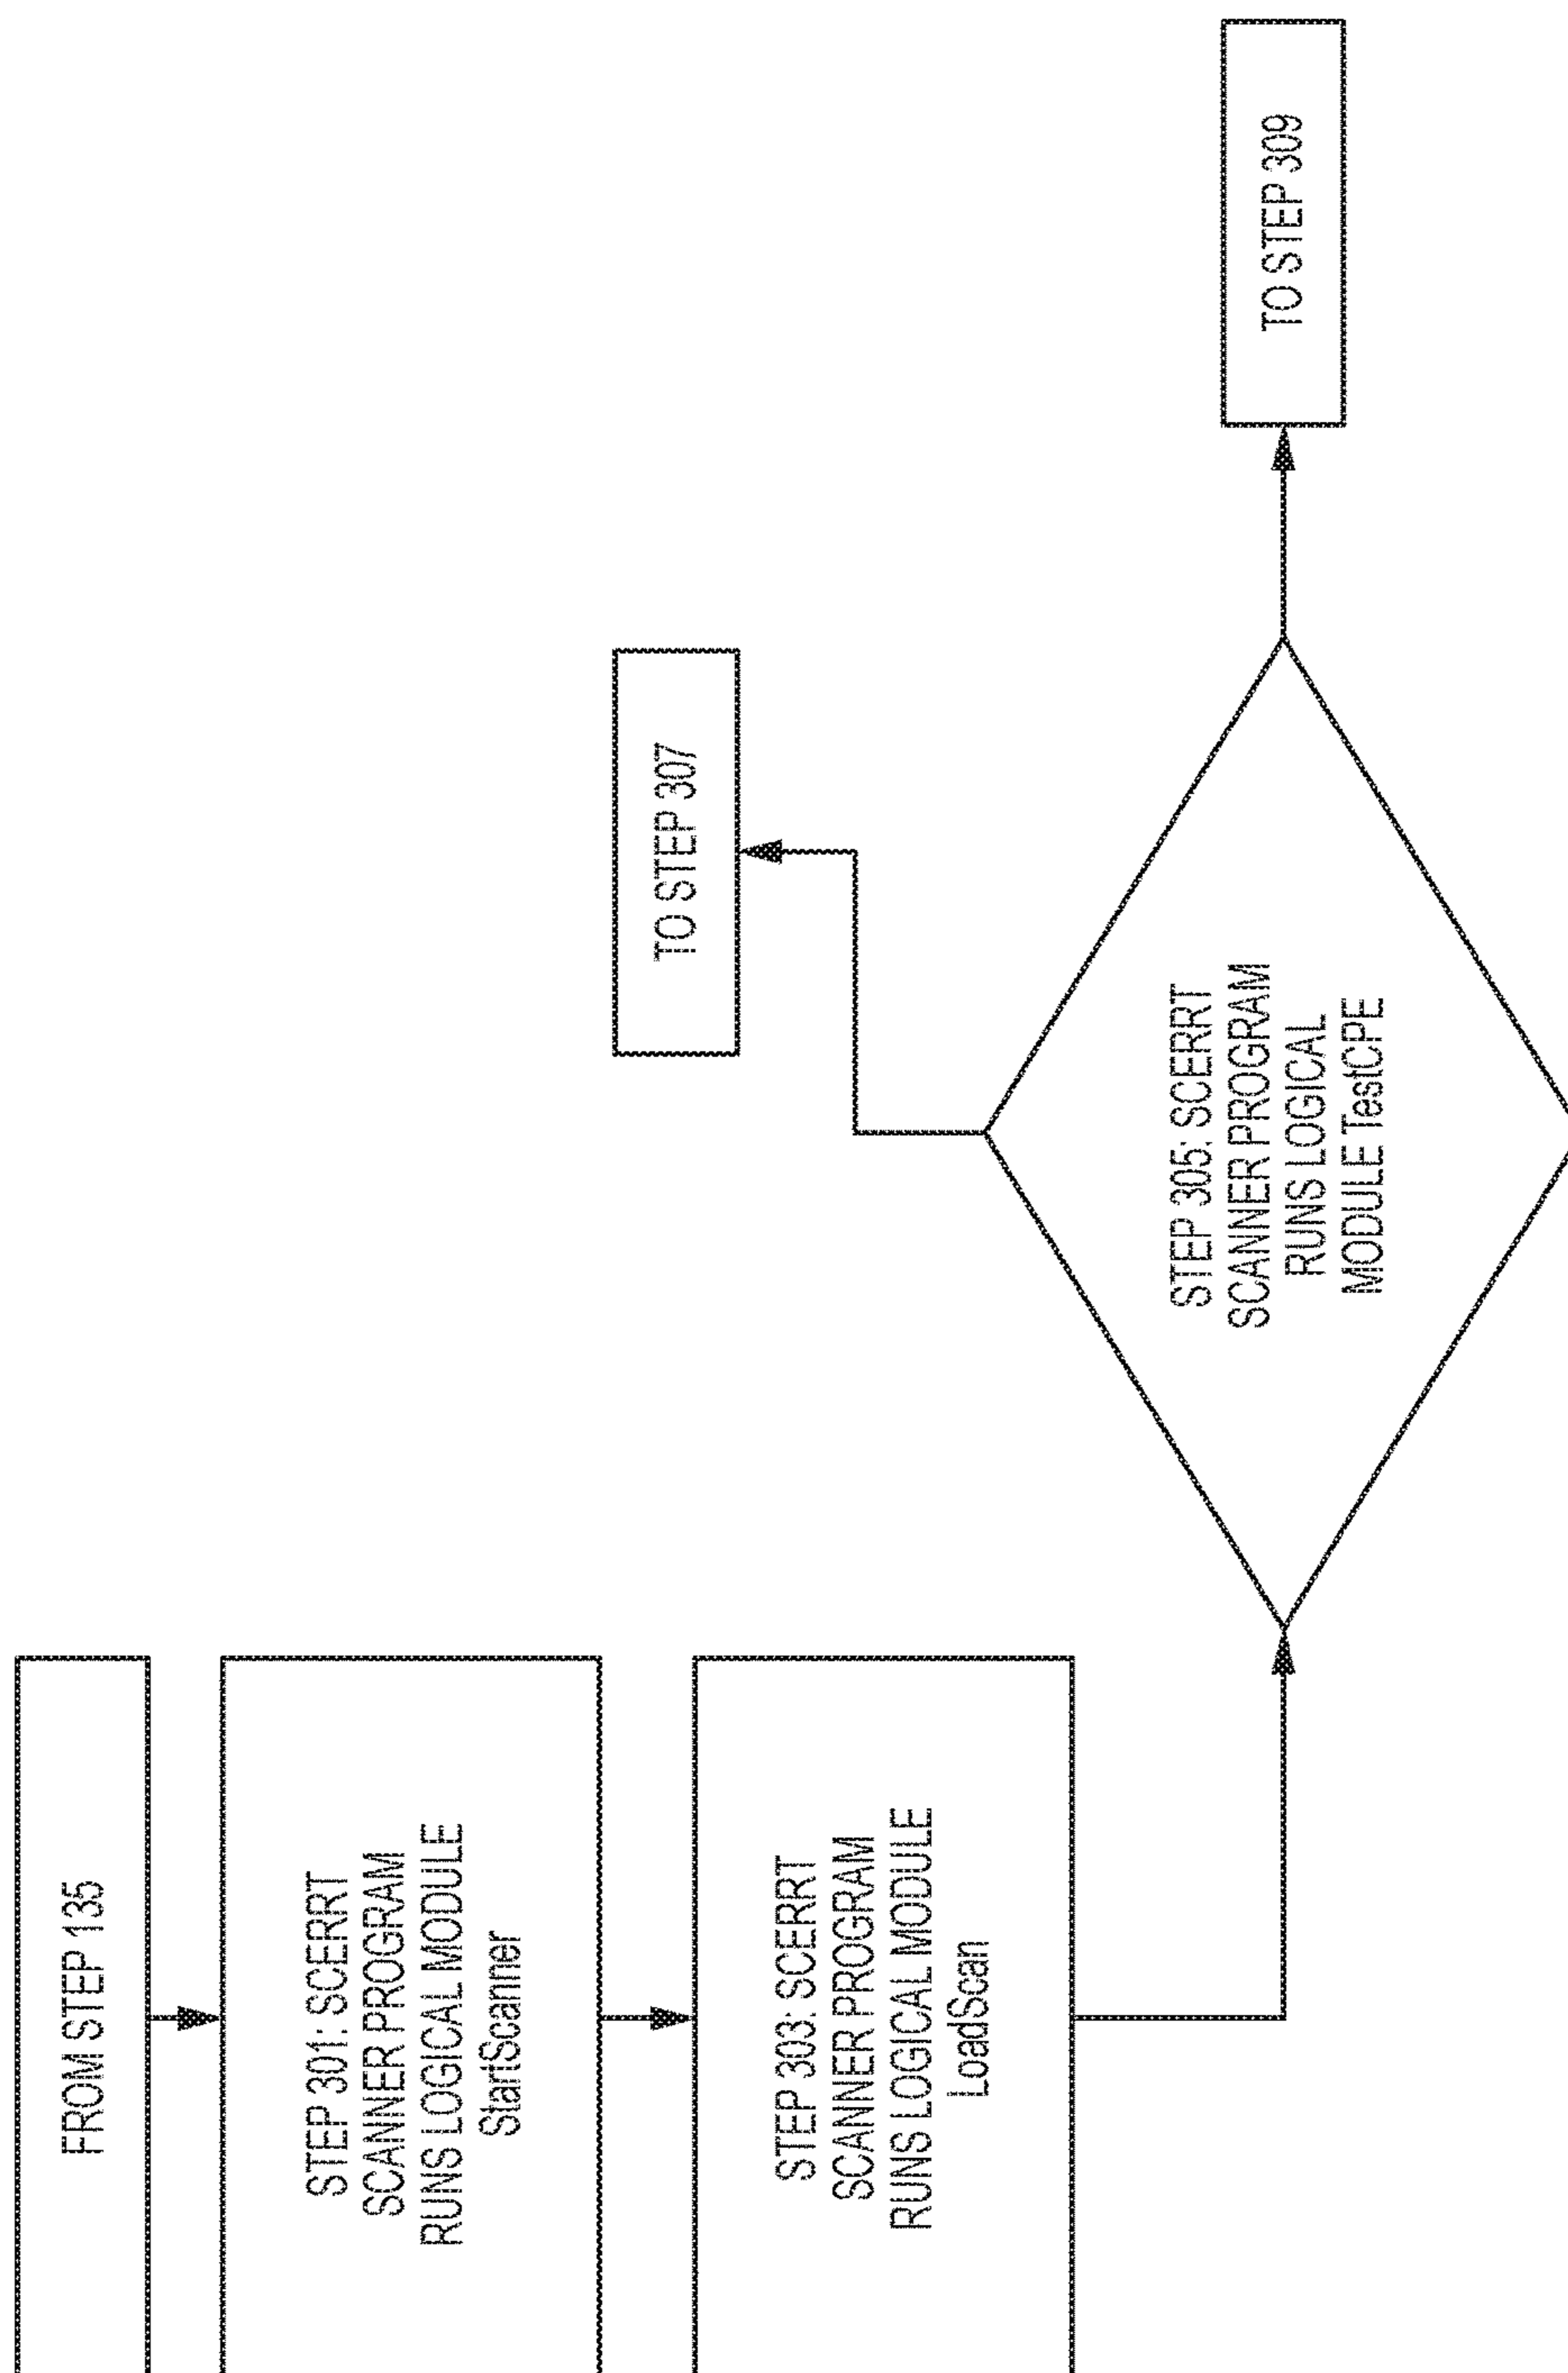 FROM STEP 135
STEP 301: SCERRT
SCANNER PROGRAM
RUNS LOGICAL MODULE
StartScanner
STEP 303: SCERRT
SCANNER PROGRAM
RUNS LOGICAL MODULE
LoadScan
TO STEP 307
STEP 305: SCERRT
SCANNER PROGRAM
RUNS LOGICAL
MODULE TestCPE
TO STEP 309